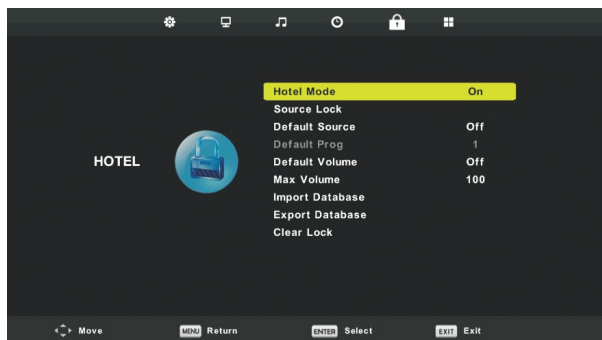 HOTEL
Hotel Mode On
Source Lock
Default Source Off
Default Prog 1
Default Volume Off
Max Volume 100
Import Database
Export Database
Clear Lock
Move MENU Return ENTER Select EXIT Exit